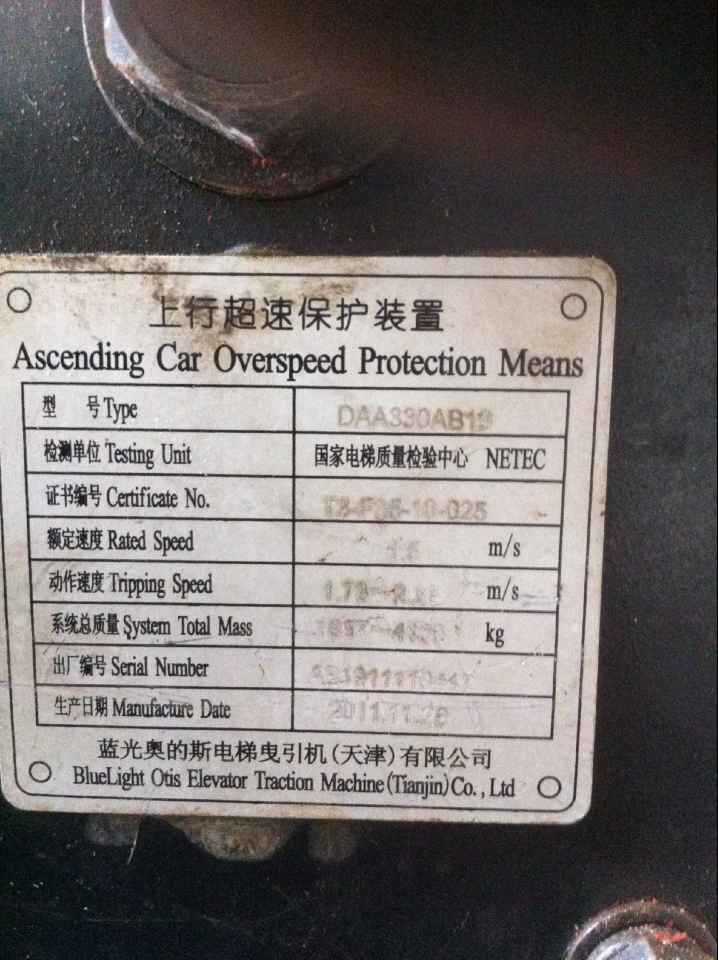 上行超速保护装置
Ascending Car Overspeed Protection Means
型 号 Type DAA330AB19
检测单位 Testing Unit 国家电梯质量检验中心 NETEC
证书编号 Certificate No.
额定速度 Rated Speed m/s
动作速度 Tripping Speed m/s
系统总质量 System Total Mass kg
出厂编号 Serial Number
生产日期 Manufacture Date 2011.11.26
蓝光奥的斯电梯曳引机(天津)有限公司
BlueLight Otis Elevator Traction Machine(Tianjin)Co.,Ltd